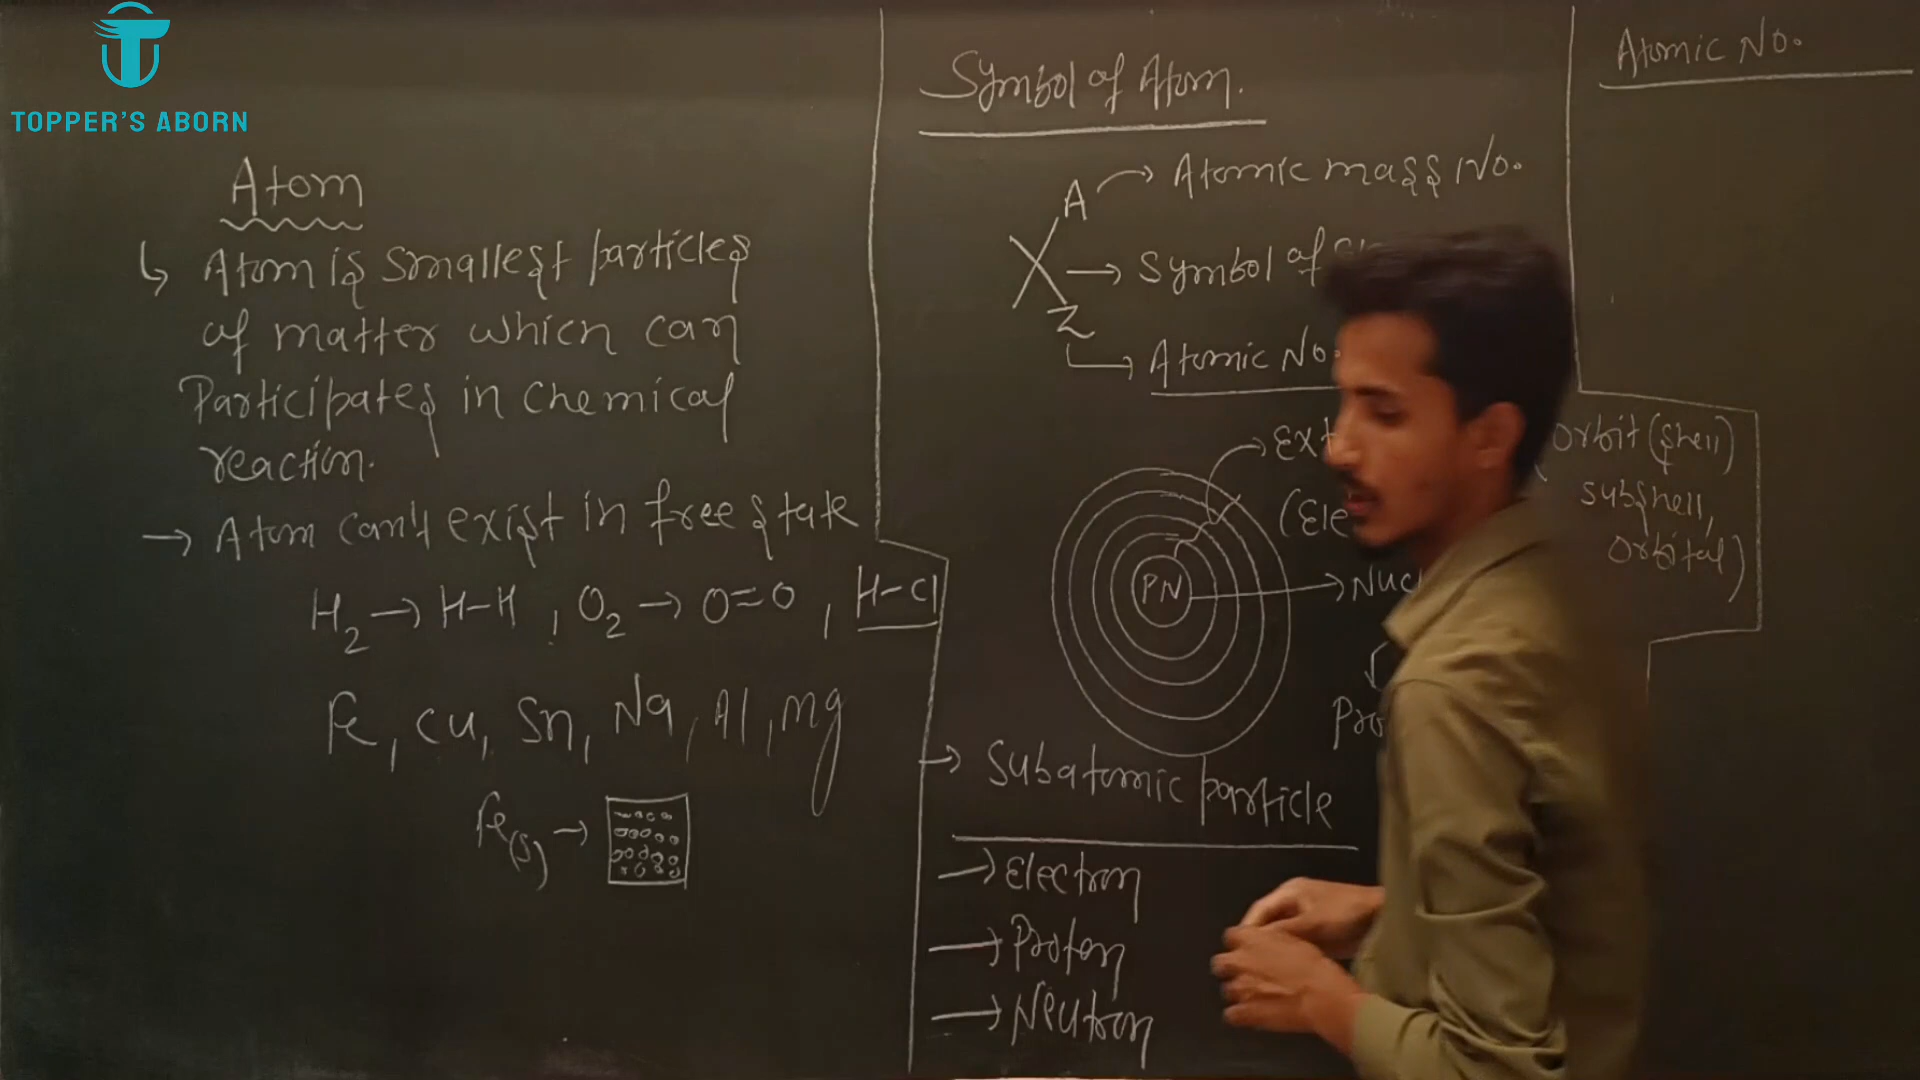 TOPPER'S ABORN
Atom
Atom is smallest particles
of matter which can
Participates in chemical
reaction.
→ Atom can't exist in free state
H2 → H-H , O2 → O=O , H-Cl
Fe, Cu, Sn, Na, Al, Mg
Fe(s) →
Symbol of Atom.
A → Atomic mass No.
X → Symbol of
Z → Atomic No.
PN
→ Subatomic particle
→ Electron
→ Proton
→ Neutron
Orbit (shell)
subshell,
orbital)
Atomic No.